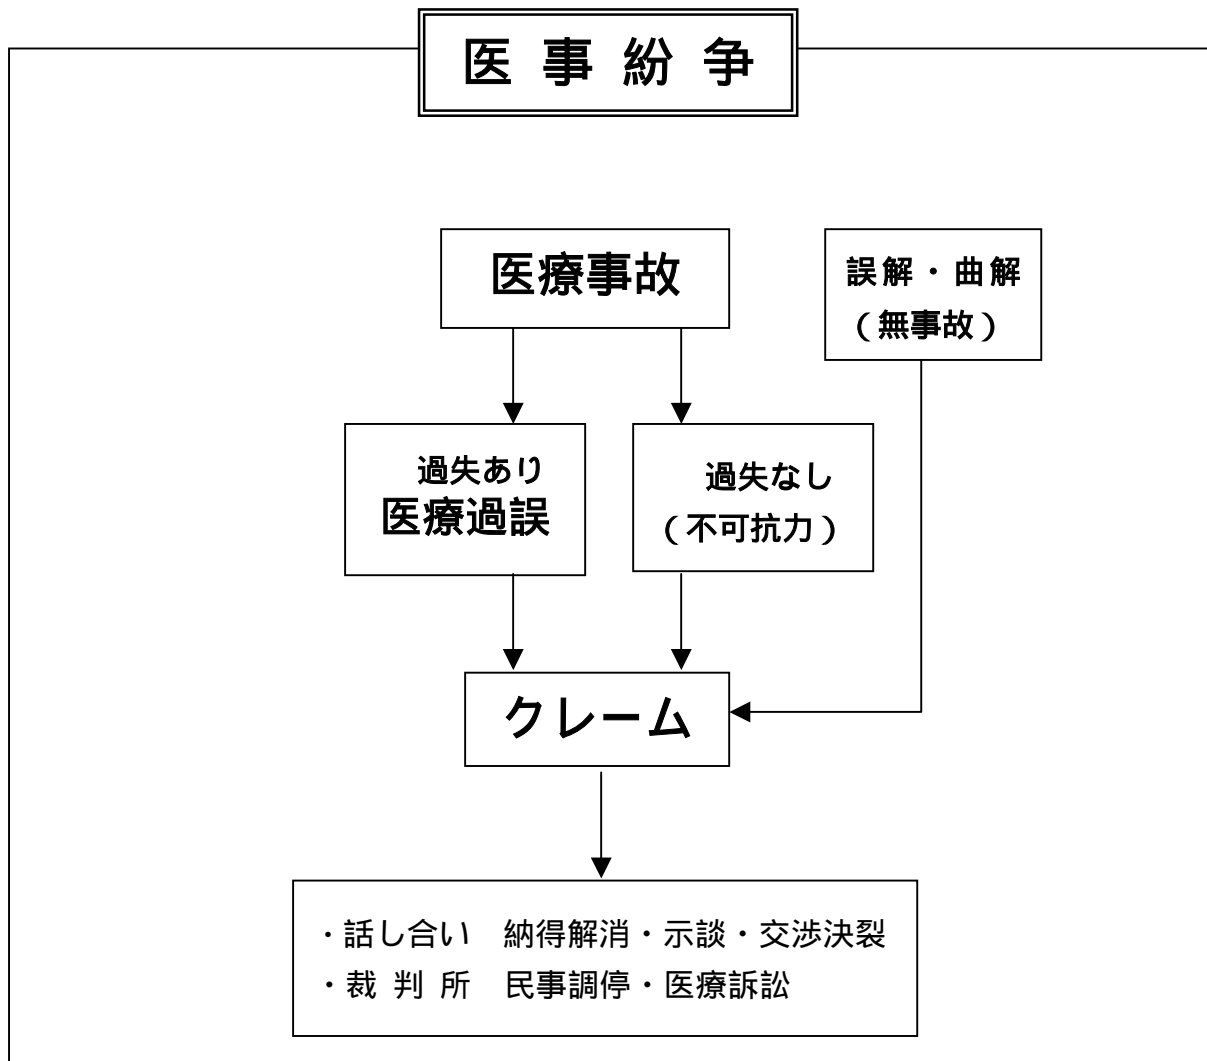 医 事 紛 争
医療事故
誤解・曲解
(無事故)
過失あり
医療過誤
過失なし
(不可抗力)
クレーム
・話し合い　納得解消・示談・交渉決裂
・裁 判 所　民事調停・医療訴訟